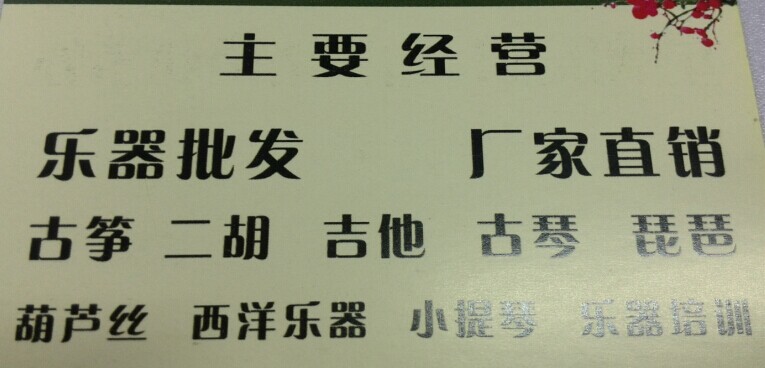 主要经营
乐器批发 厂家直销
古筝 二胡 吉他 古琴 琵琶
葫芦丝 西洋乐器 小提琴 乐器培训